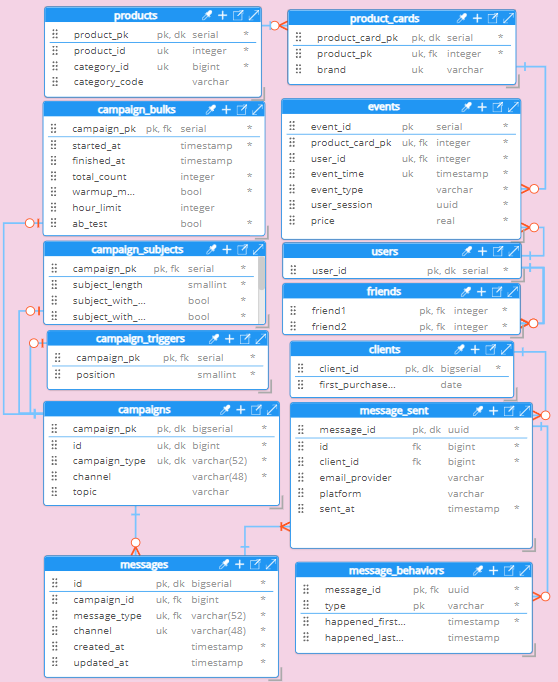 products
product_pk pk, dk serial *
product_id uk integer *
category_id uk bigint *
category_code varchar
product_cards
product_card_pk pk, dk serial *
product_pk uk, fk integer *
brand uk varchar
campaign_bulks
campaign_pk pk, fk serial *
started_at timestamp *
finished_at timestamp *
total_count integer *
warmup_m... bool *
hour_limit integer
ab_test bool *
events
event_id pk serial *
product_card_pk uk, fk integer *
user_id uk, fk integer *
event_time uk timestamp *
event_type varchar *
user_session uuid *
price real *
campaign_subjects
campaign_pk pk, fk serial *
subject_length smallint *
subject_with_... bool *
subject_with_... bool *
users
user_id pk, dk serial *
friends
friend1 pk, fk integer *
friend2 pk, fk integer *
campaign_triggers
campaign_pk pk, fk serial *
position smallint *
clients
client_id pk, dk bigserial *
first_purchase... date
campaigns
campaign_pk pk, dk bigserial *
id uk, dk bigint *
campaign_type uk, dk varchar(52) *
channel varchar(48) *
topic varchar
message_sent
message_id pk, dk uuid *
id fk bigint *
client_id fk bigint *
email_provider varchar
platform varchar
sent_at timestamp *
messages
id pk, dk bigserial *
campaign_id uk, fk bigint *
message_type uk, fk varchar(52) *
channel uk varchar(48) *
created_at timestamp *
updated_at timestamp *
message_behaviors
message_id pk, fk uuid *
type pk varchar *
happened_first... timestamp *
happened_last... timestamp